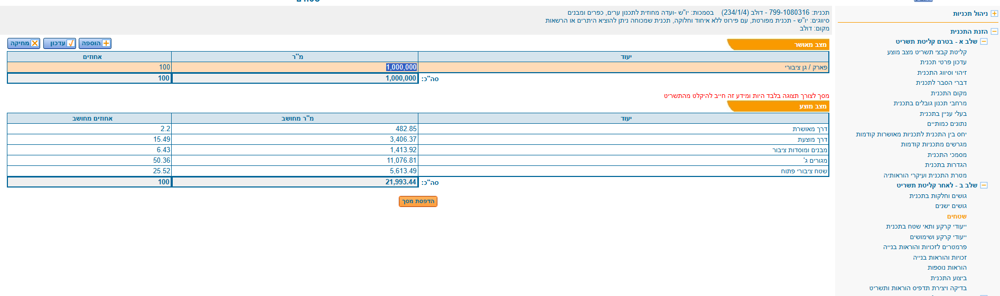 תכנית: 799-1080316 - דולב (234/1/4) בסמכות: יו"ש -ועדה מחוזית לתכנון ערים, כפרים ומבנים
סיווגים: יו"ש - תכנית מפורטת, עם פירוט ללא איחוד וחלוקה, תכנית שמכוחה ניתן להוציא היתרים או הרשאות
מקום: דולב
הוספה עדכון מחיקה
מצב מאושר
יעוד מ"ר אחוזים
פארק / גן ציבורי 1,000,000 100
סה"כ: 1,000,000 100
מסך לצורך תצוגה בלבד היות ומידע זה חייב להיקלט מהתשריט
מצב מוצע
יעוד מ"ר מחושב אחוזים מחושב
דרך מאושרת 482.85 2.2
דרך מוצעת 3,406.37 15.49
מבנים ומוסדות ציבור 1,413.92 6.43
מגורים ג' 11,076.81 50.36
שטח ציבורי פתוח 5,613.49 25.52
סה"כ: 21,993.44 100
הדפסת מסך
ניהול תכניות
הזנת התכנית
שלב א - בטרם קליטת תשריט
קליטת קבצי תשריט מצב מוצע
עדכון פרטי תכנית
זיהוי וסיווג התכנית
דברי הסבר לתכנית
מקום התכנית
מרחבי תכנון גובלים בתכנית
בעלי עניין בתכנית
נתונים כמותיים
יחס בין התכנית לתכניות מאושרות קודמות
מגרשים מתכניות קודמות
מסמכי התכנית
הגדרות בתכנית
מטרת התכנית ועיקרי הוראותיה
שלב ב - לאחר קליטת תשריט
גושים וחלקות בתכנית
גושים ישנים
שטחים
ייעודי קרקע ותאי שטח בתכנית
ייעודי קרקע ושימושים
פרמטרים לזכויות והוראות בנייה
זכויות והוראות בנייה
הוראות נוספות
ביצוע התכנית
בדיקה ויצירת תדפיס הוראות ותשריט